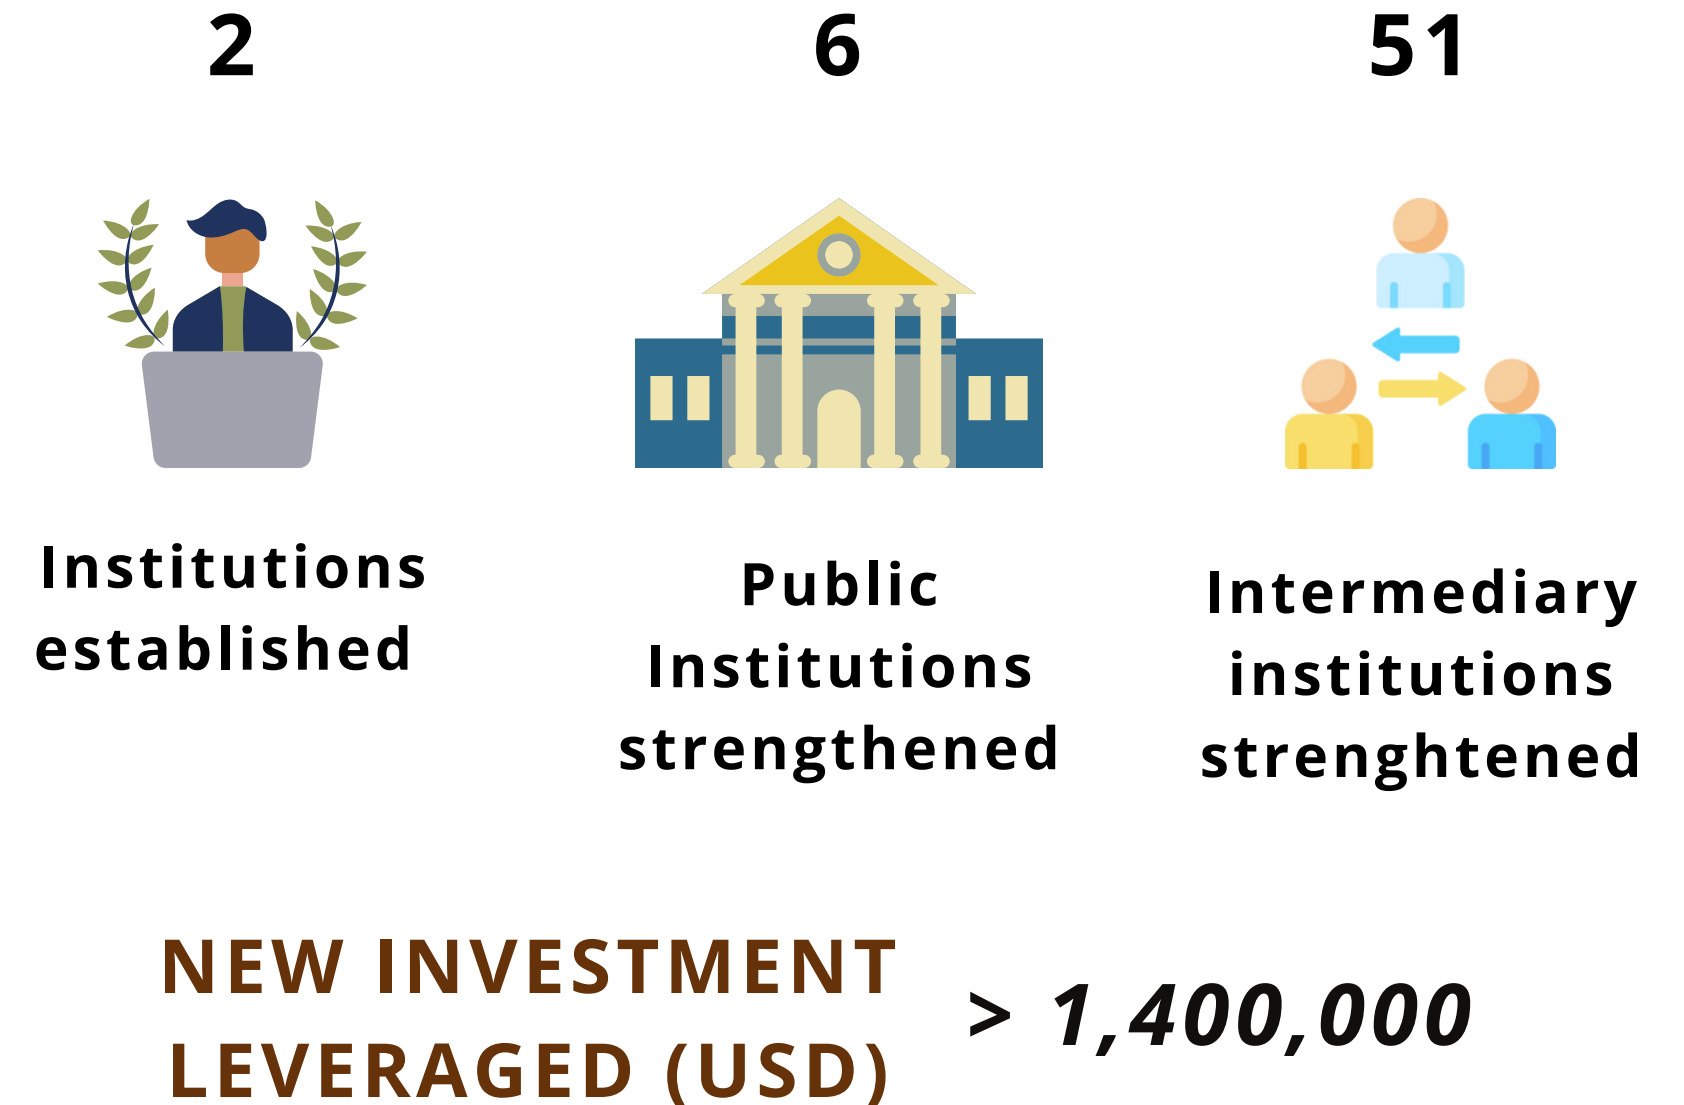 2
6
51
Institutions
established
Public
Institutions
strengthened
Intermediary
institutions
strenghtened
NEW INVESTMENT
LEVERAGED (USD)
> 1,400,000